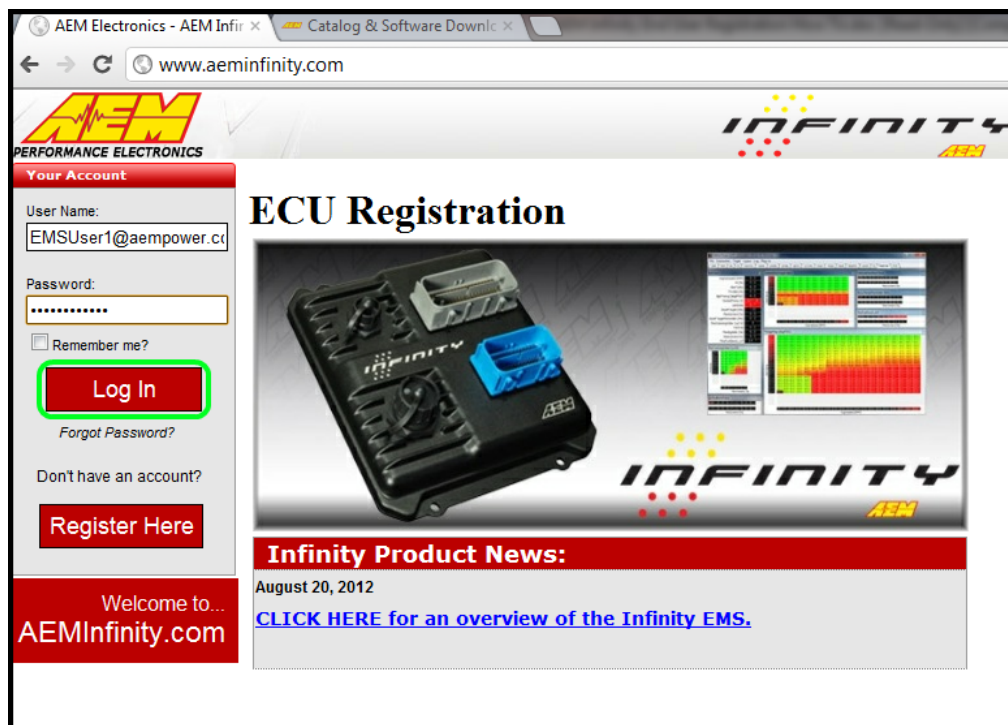 AEM Electronics - AEM Infir
Catalog & Software Downlc
www.aeminfinity.com
AEM
PERFORMANCE ELECTRONICS
INFINITY
AEM
Your Account
User Name:
EMSUser1@aempower.co
Password:
••••••••••••
Remember me?
Log In
Forgot Password?
Don't have an account?
Register Here
Welcome to...
AEMInfinity.com
ECU Registration
INFINITY
AEM
INFINITY
AEM
Infinity Product News:
August 20, 2012
CLICK HERE for an overview of the Infinity EMS.